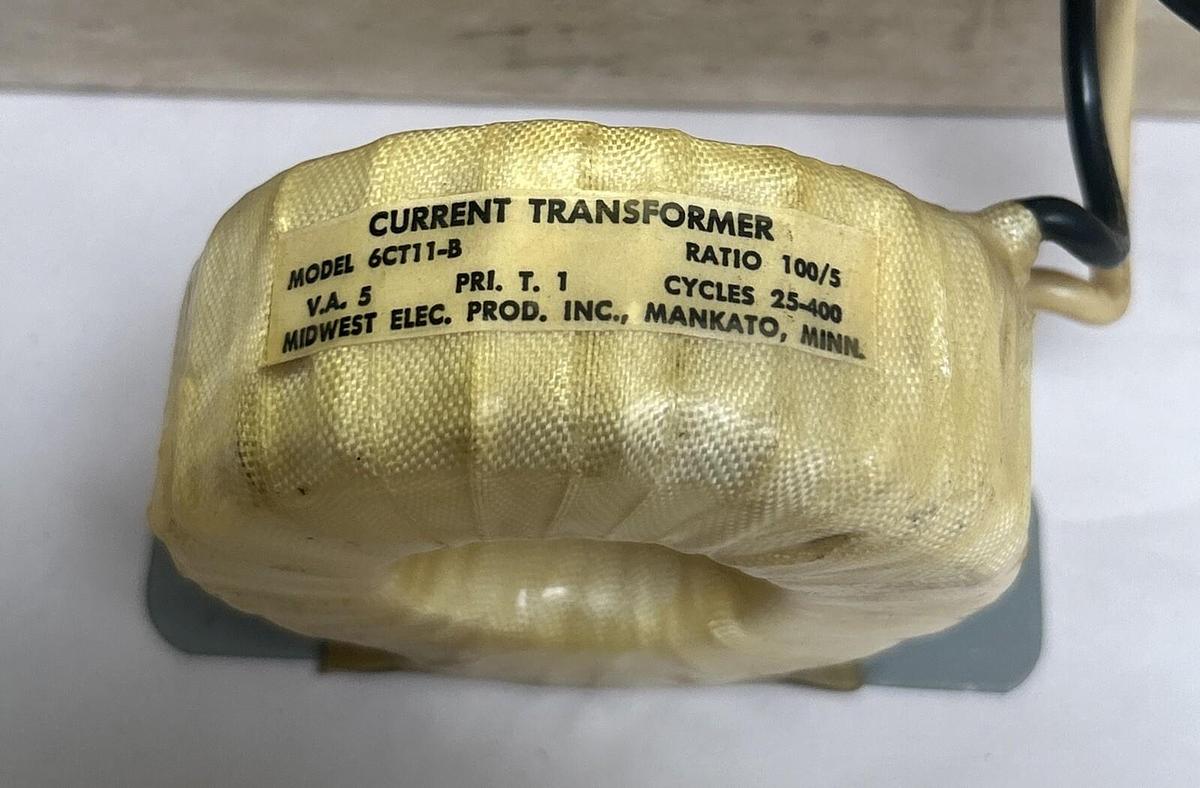 CURRENT TRANSFORMER
MODEL 6CT11-B RATIO 100/5
V.A. 5 PRI. T. 1 CYCLES 25-400
MIDWEST ELEC. PROD. INC., MANKATO, MINN.